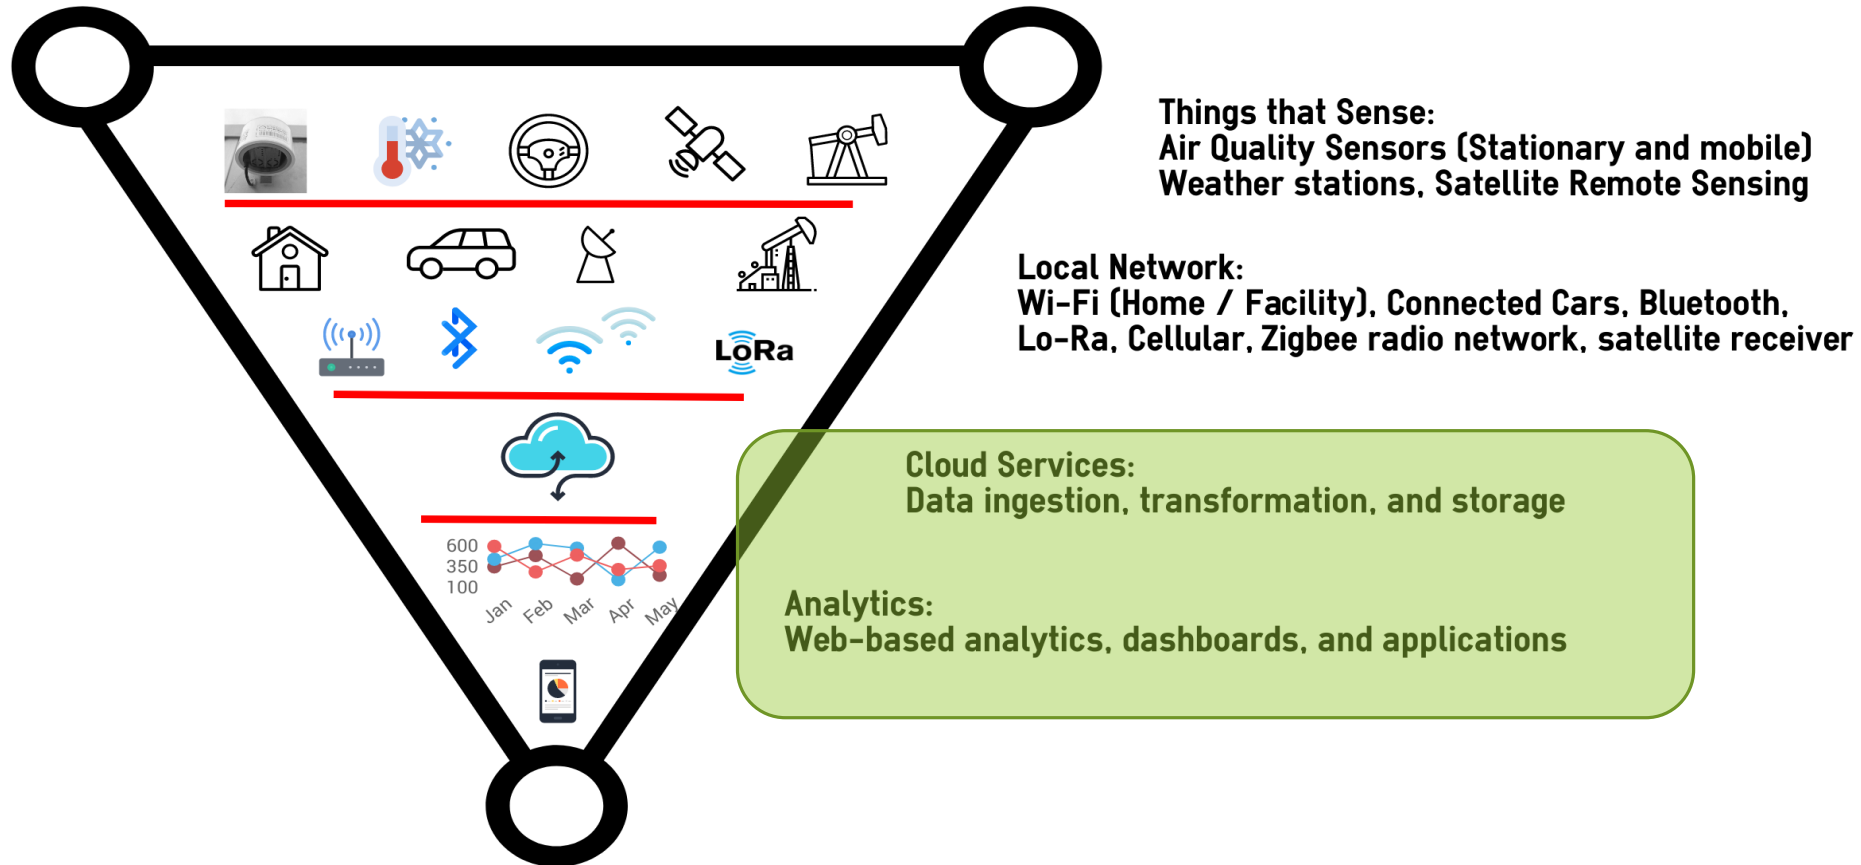 Things that Sense:
Air Quality Sensors (Stationary and mobile)
Weather stations, Satellite Remote Sensing
Local Network:
Wi-Fi (Home / Facility), Connected Cars, Bluetooth,
Lo-Ra, Cellular, Zigbee radio network, satellite receiver
LoRa
Cloud Services:
Data ingestion, transformation, and storage
600
350
100
Jan
Feb
Mar
Apr
May
Analytics:
Web-based analytics, dashboards, and applications